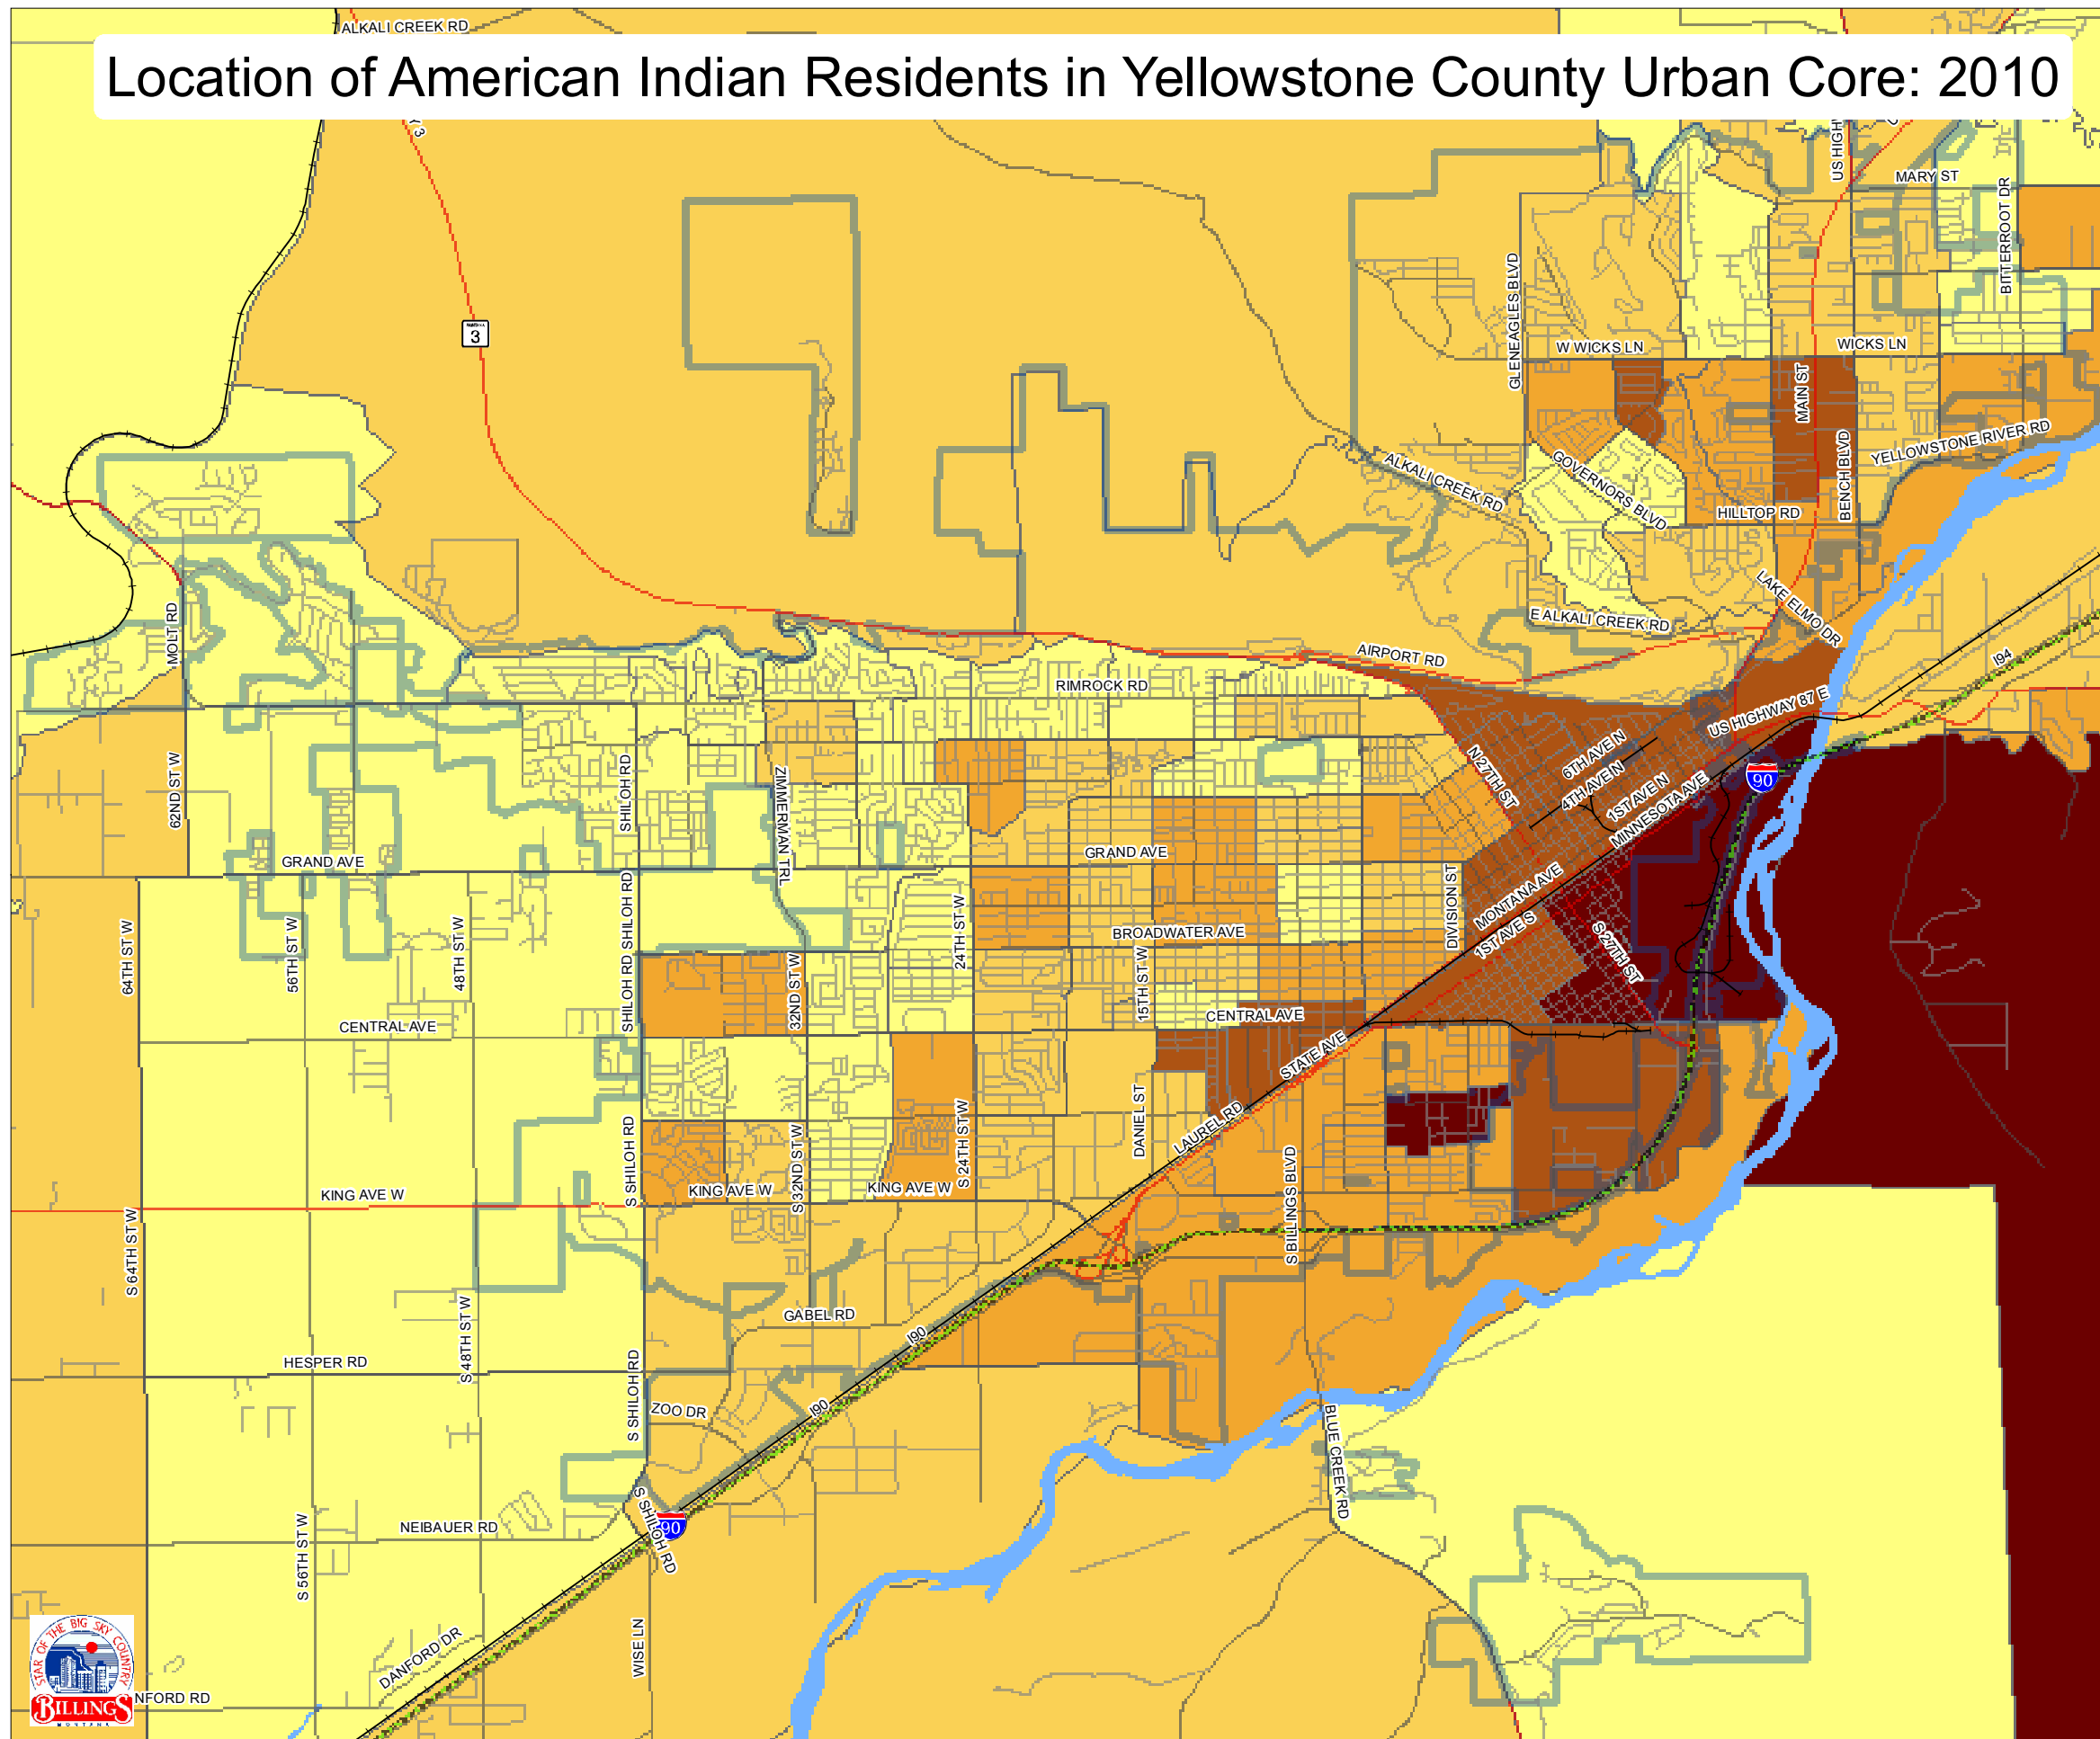 ALKALI CREEK RD
Location of American Indian Residents in Yellowstone County Urban Core: 2010
Y 3
US HIGHW
MARY ST
BITTERROOT DR
GLENEAGLES BLVD
3
W WICKS LN
WICKS LN
MAIN ST
BENCH BLVD
YELLOWSTONE RIVER RD
ALKALI CREEK RD
GOVERNORS BLVD
HILLTOP RD
LAKE ELMO DR
E ALKALI CREEK RD
MOLT RD
AIRPORT RD
I94
RIMROCK RD
US HIGHWAY 87 E
62ND ST W
SHILOH RD
ZIMMERMAN TRL
N 27TH ST
6TH AVE N
4TH AVE N
1ST AVE N
MINNESOTA AVE
90
GRAND AVE
GRAND AVE
DIVISION ST
MONTANA AVE
1ST AVE S
S 27TH ST
64TH ST W
56TH ST W
48TH ST W
SHILOH RD
SHILOH RD
24TH ST W
BROADWATER AVE
32ND ST W
15TH ST W
CENTRAL AVE
CENTRAL AVE
STATE AVE
DANIEL ST
LAUREL RD
S SHILOH RD
S 32ND ST W
S 24TH ST W
S BILLINGS BLVD
KING AVE W
KING AVE W
KING AVE W
S 64TH ST W
S 48TH ST W
GABEL RD
I90
HESPER RD
S SHILOH RD
ZOO DR
I90
BLUE CREEK RD
S SHILOH RD
90
NEIBAUER RD
S 56TH ST W
WISE LN
DANFORD DR
NFORD RD
STAR OF THE BIG SKY COUNTRY
BILLINGS
MONTANA